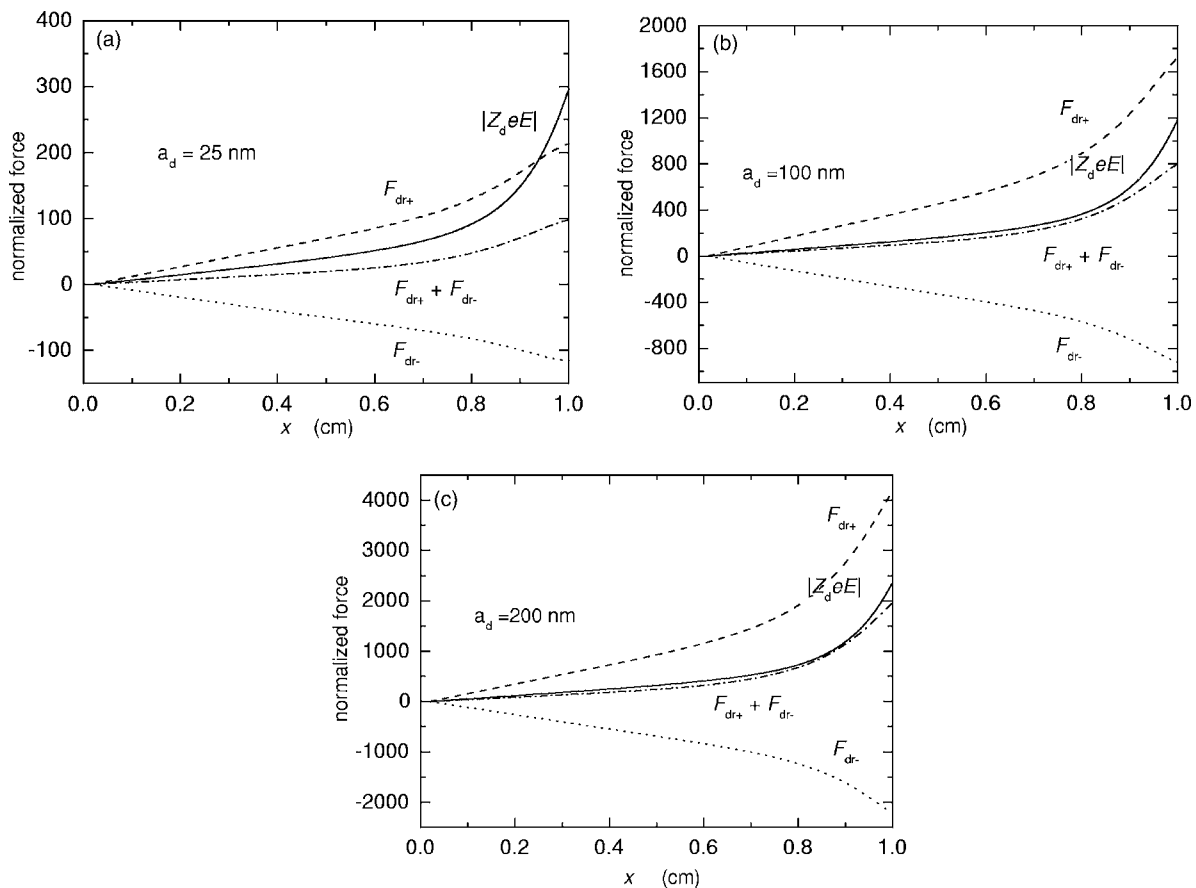 (a)
400
300
200
100
0
-100
normalized force
a_d = 25 nm
|Z_d eE|
F_dr+
F_dr+ + F_dr-
F_dr-
0.0 0.2 0.4 0.6 0.8 1.0
x (cm)
(b)
2000
1600
1200
800
400
0
-400
-800
normalized force
a_d =100 nm
F_dr+
|Z_d eE|
F_dr+ + F_dr-
F_dr-
0.0 0.2 0.4 0.6 0.8 1.0
x (cm)
(c)
4000
3000
2000
1000
0
-1000
-2000
normalized force
a_d =200 nm
F_dr+
|Z_d eE|
F_dr+ + F_dr-
F_dr-
0.0 0.2 0.4 0.6 0.8 1.0
x (cm)